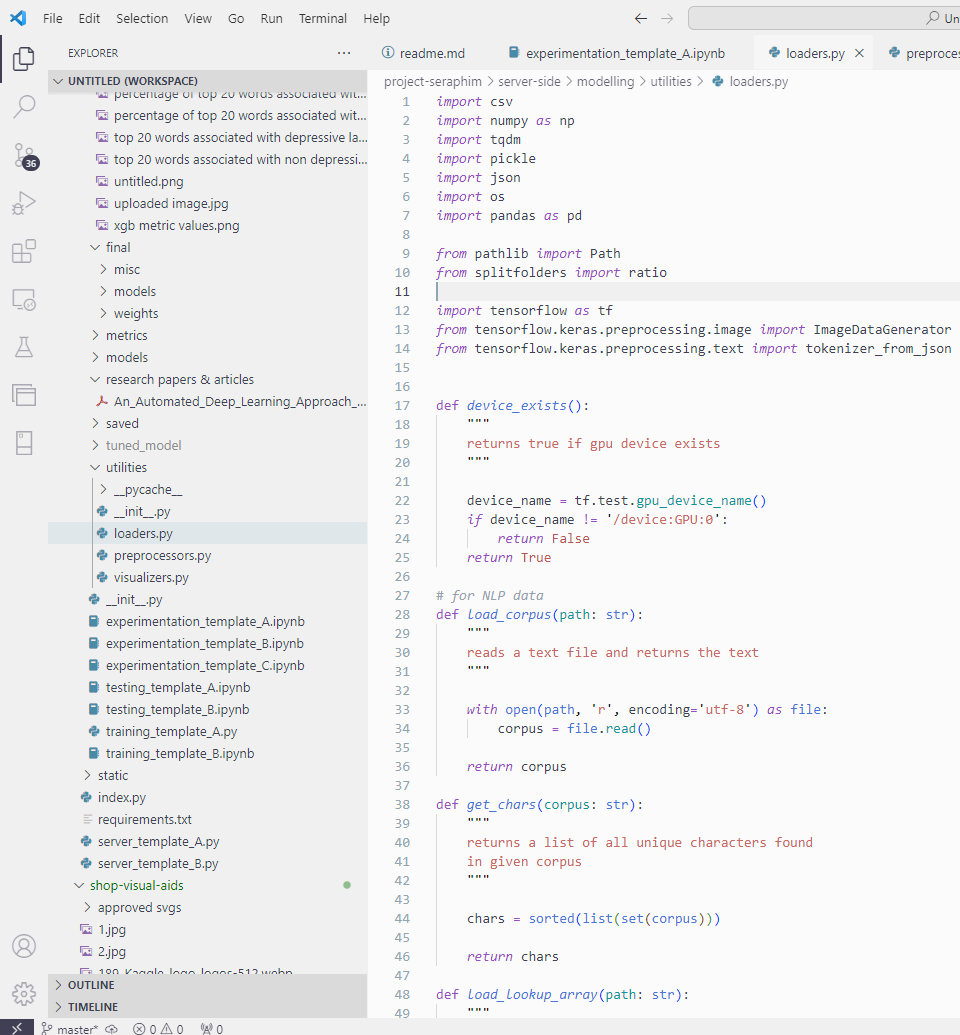 File Edit Selection View Go Run Terminal Help
Un
EXPLORER
readme.md experimentation_template_A.ipynb loaders.py preproces
UNTITLED (WORKSPACE)
project-seraphim > server-side > modelling > utilities > loaders.py
percentage of top 20 words associated wit...
percentage of top 20 words associated wit...
top 20 words associated with depressive la...
top 20 words associated with non depressi...
untitled.png
uploaded image.jpg
xgb metric values.png
final
misc
models
weights
metrics
models
research papers & articles
An_Automated_Deep_Learning_Approach_...
saved
tuned_model
utilities
__pycache__
__init__.py
loaders.py
preprocessors.py
visualizers.py
__init__.py
experimentation_template_A.ipynb
experimentation_template_B.ipynb
experimentation_template_C.ipynb
testing_template_A.ipynb
testing_template_B.ipynb
training_template_A.py
training_template_B.ipynb
static
index.py
requirements.txt
server_template_A.py
server_template_B.py
shop-visual-aids
approved svgs
1.jpg
2.jpg
189_Kaggle_logo_logos-512.webp
OUTLINE
TIMELINE
36
1 import csv
2 import numpy as np
3 import tqdm
4 import pickle
5 import json
6 import os
7 import pandas as pd
8
9 from pathlib import Path
10 from splitfolders import ratio
11
12 import tensorflow as tf
13 from tensorflow.keras.preprocessing.image import ImageDataGenerator
14 from tensorflow.keras.preprocessing.text import tokenizer_from_json
15
16
17 def device_exists():
18 """
19 returns true if gpu device exists
20 """
21
22 device_name = tf.test.gpu_device_name()
23 if device_name != '/device:GPU:0':
24 return False
25 return True
26
27 # for NLP data
28 def load_corpus(path: str):
29 """
30 reads a text file and returns the text
31 """
32
33 with open(path, 'r', encoding='utf-8') as file:
34 corpus = file.read()
35
36 return corpus
37
38 def get_chars(corpus: str):
39 """
40 returns a list of all unique characters found
41 in given corpus
42 """
43
44 chars = sorted(list(set(corpus)))
45
46 return chars
47
48 def load_lookup_array(path: str):
49 """
master* 0 0 0